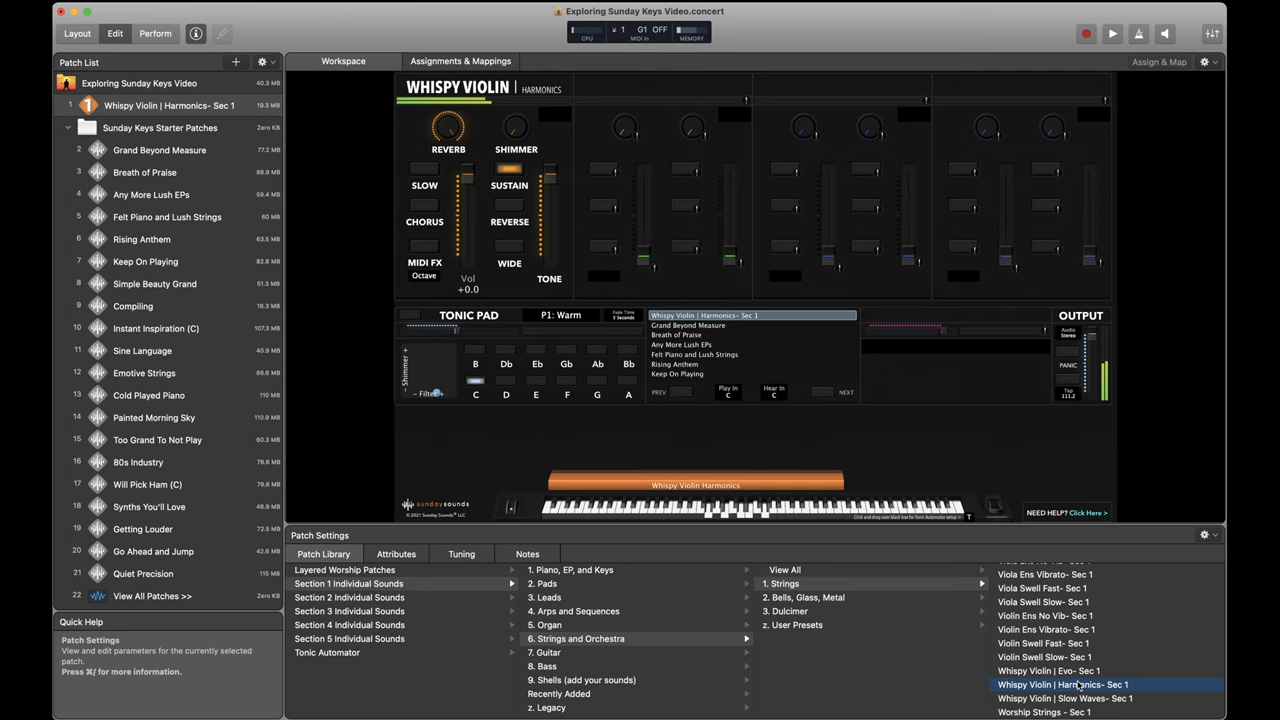 Exploring Sunday Keys Video.concert
Layout
Edit
Perform
CPU
1 G1 OFF
MIDI In
MEMORY
Patch List
Workspace
Assignments & Mappings
Assign & Map
Exploring Sunday Keys Video 40.3 MB
1 Whispy Violin | Harmonics- Sec 1 19.3 MB
Sunday Keys Starter Patches Zero KB
2 Grand Beyond Measure 77.2 MB
3 Breath of Praise 88.9 MB
4 Any More Lush EPs 59.4 MB
5 Felt Piano and Lush Strings 60 MB
6 Rising Anthem 63.5 MB
7 Keep On Playing 82.8 MB
8 Simple Beauty Grand 51.3 MB
9 Compiling 16.3 MB
10 Instant Inspiration (C) 107.3 MB
11 Sine Language 35.4 MB
12 Emotive Strings 73.4 MB
13 Cold Played Piano 110 MB
14 Painted Morning Sky 110.9 MB
15 Too Grand To Not Play 60.3 MB
16 80s Industry 78.6 MB
17 Will Pick Ham (C) 78.6 MB
18 Synths You'll Love 46.9 MB
19 Getting Louder 72.5 MB
20 Go Ahead and Jump 42.6 MB
21 Quiet Precision 115 MB
22 View All Patches >> Zero KB
Quick Help
Patch Settings
View and edit parameters for the currently selected
patch.
Press ⌘/ for more information.
WHISPY VIOLIN | HARMONICS
REVERB
SHIMMER
SLOW
SUSTAIN
CHORUS
REVERSE
MIDI FX
WIDE
Octave
Vol
+0.0
TONE
TONIC PAD
P1: Warm
Fade Time
5 Seconds
- Shimmer +
- Filter +
B Db Eb Gb Ab Bb
C D E F G A
Whispy Violin | Harmonics- Sec 1
Grand Beyond Measure
Breath of Praise
Any More Lush EPs
Felt Piano and Lush Strings
Rising Anthem
Keep On Playing
PREV
Play In
C
Hear In
C
NEXT
OUTPUT
Audio
Stereo
PANIC
Tap
111.2
Whispy Violin Harmonics
sundaysounds
© 2021 Sunday Sounds™ LLC
Click and drag over black box for Tonic Automator setup >
T
NEED HELP? Click Here >
Patch Settings
Patch Library
Attributes
Tuning
Notes
Layered Worship Patches
Section 1 Individual Sounds
Section 2 Individual Sounds
Section 3 Individual Sounds
Section 4 Individual Sounds
Section 5 Individual Sounds
Tonic Automator
1. Piano, EP, and Keys
2. Pads
3. Leads
4. Arps and Sequences
5. Organ
6. Strings and Orchestra
7. Guitar
8. Bass
9. Shells (add your sounds)
Recently Added
z. Legacy
View All
1. Strings
2. Bells, Glass, Metal
3. Dulcimer
z. User Presets
Viola Ens Vibrato- Sec 1
Viola Swell Fast- Sec 1
Viola Swell Slow- Sec 1
Violin Ens No Vib- Sec 1
Violin Ens Vibrato- Sec 1
Violin Swell Fast- Sec 1
Violin Swell Slow- Sec 1
Whispy Violin | Evo- Sec 1
Whispy Violin | Harmonics- Sec 1
Whispy Violin | Slow Waves- Sec 1
Worship Strings - Sec 1